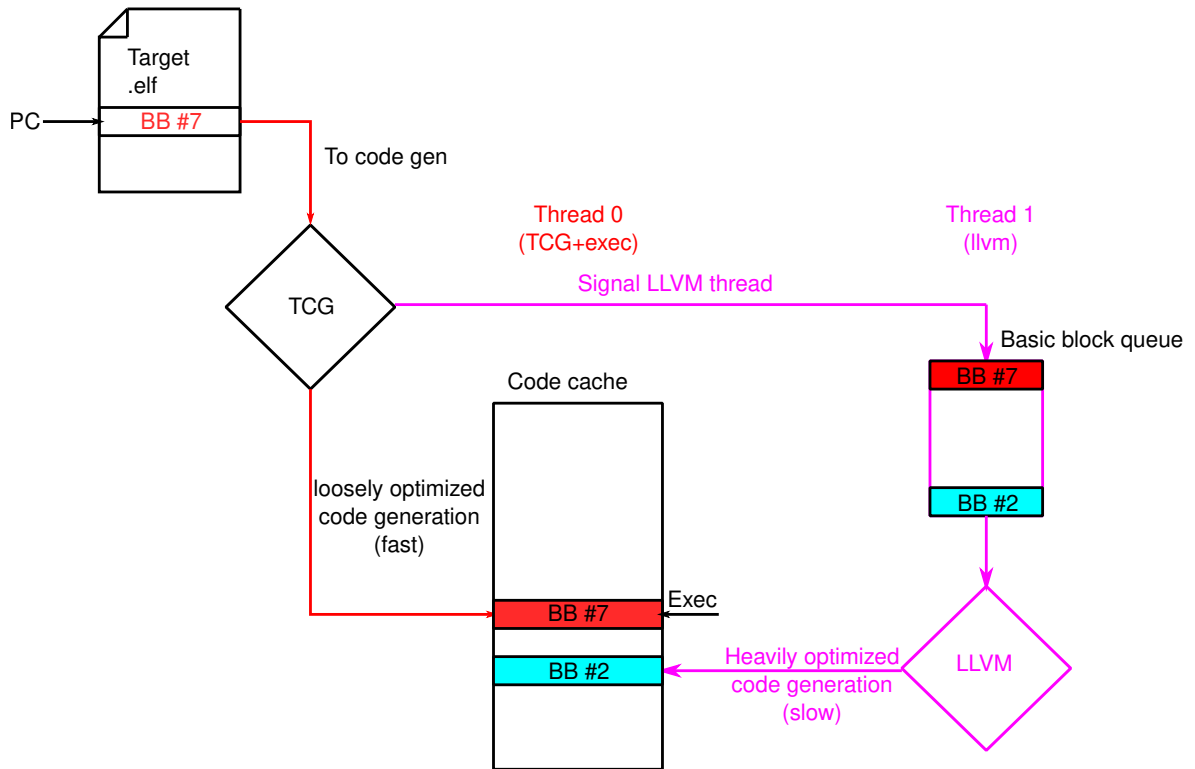 Target
.elf
PC
BB #7
To code gen
Thread 0
(TCG+exec)
Thread 1
(llvm)
Signal LLVM thread
TCG
Basic block queue
BB #7
Code cache
loosely optimized
code generation
(fast)
BB #2
BB #7
Exec
BB #2
Heavily optimized
code generation
(slow)
LLVM